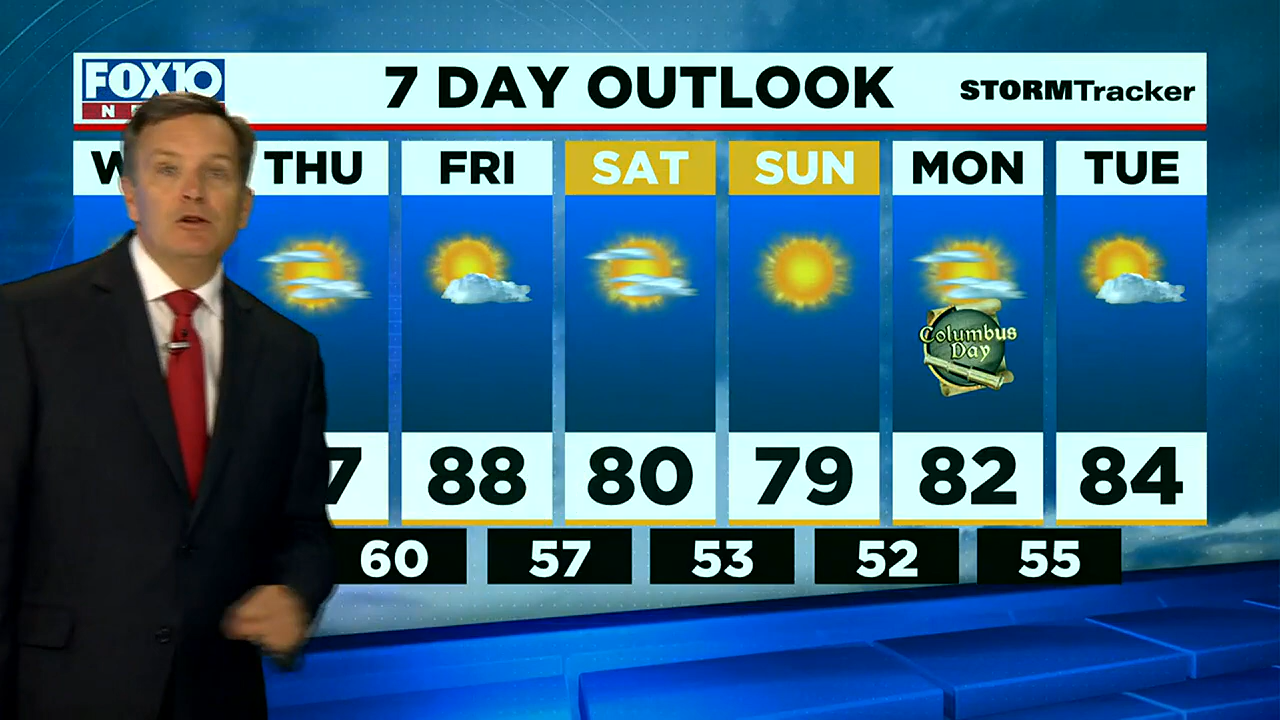 FOX10
7 DAY OUTLOOK
STORMTracker
THU FRI SAT SUN MON TUE
Columbus
Day
88 80 79 82 84
60 57 53 52 55